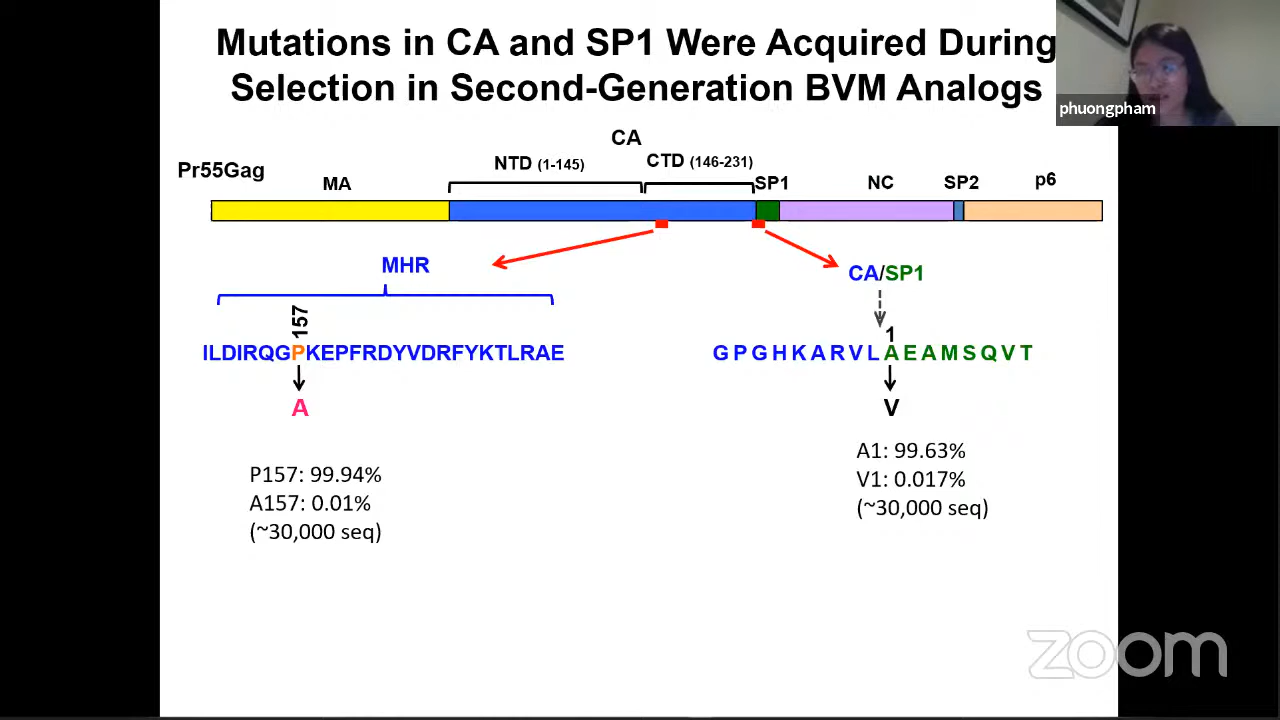 Mutations in CA and SP1 Were Acquired During
Selection in Second-Generation BVM Analogs
phuongpham
CA
NTD (1-145)
CTD (146-231)
Pr55Gag
MA
SP1
NC
SP2
p6
MHR
CA/SP1
157
1
ILDIRQGPKEPFRDYVDRFYKTLRAE
GPGHKARVLAEAMSQVT
A
V
P157: 99.94%
A157: 0.01%
(~30,000 seq)
A1: 99.63%
V1: 0.017%
(~30,000 seq)
zoom